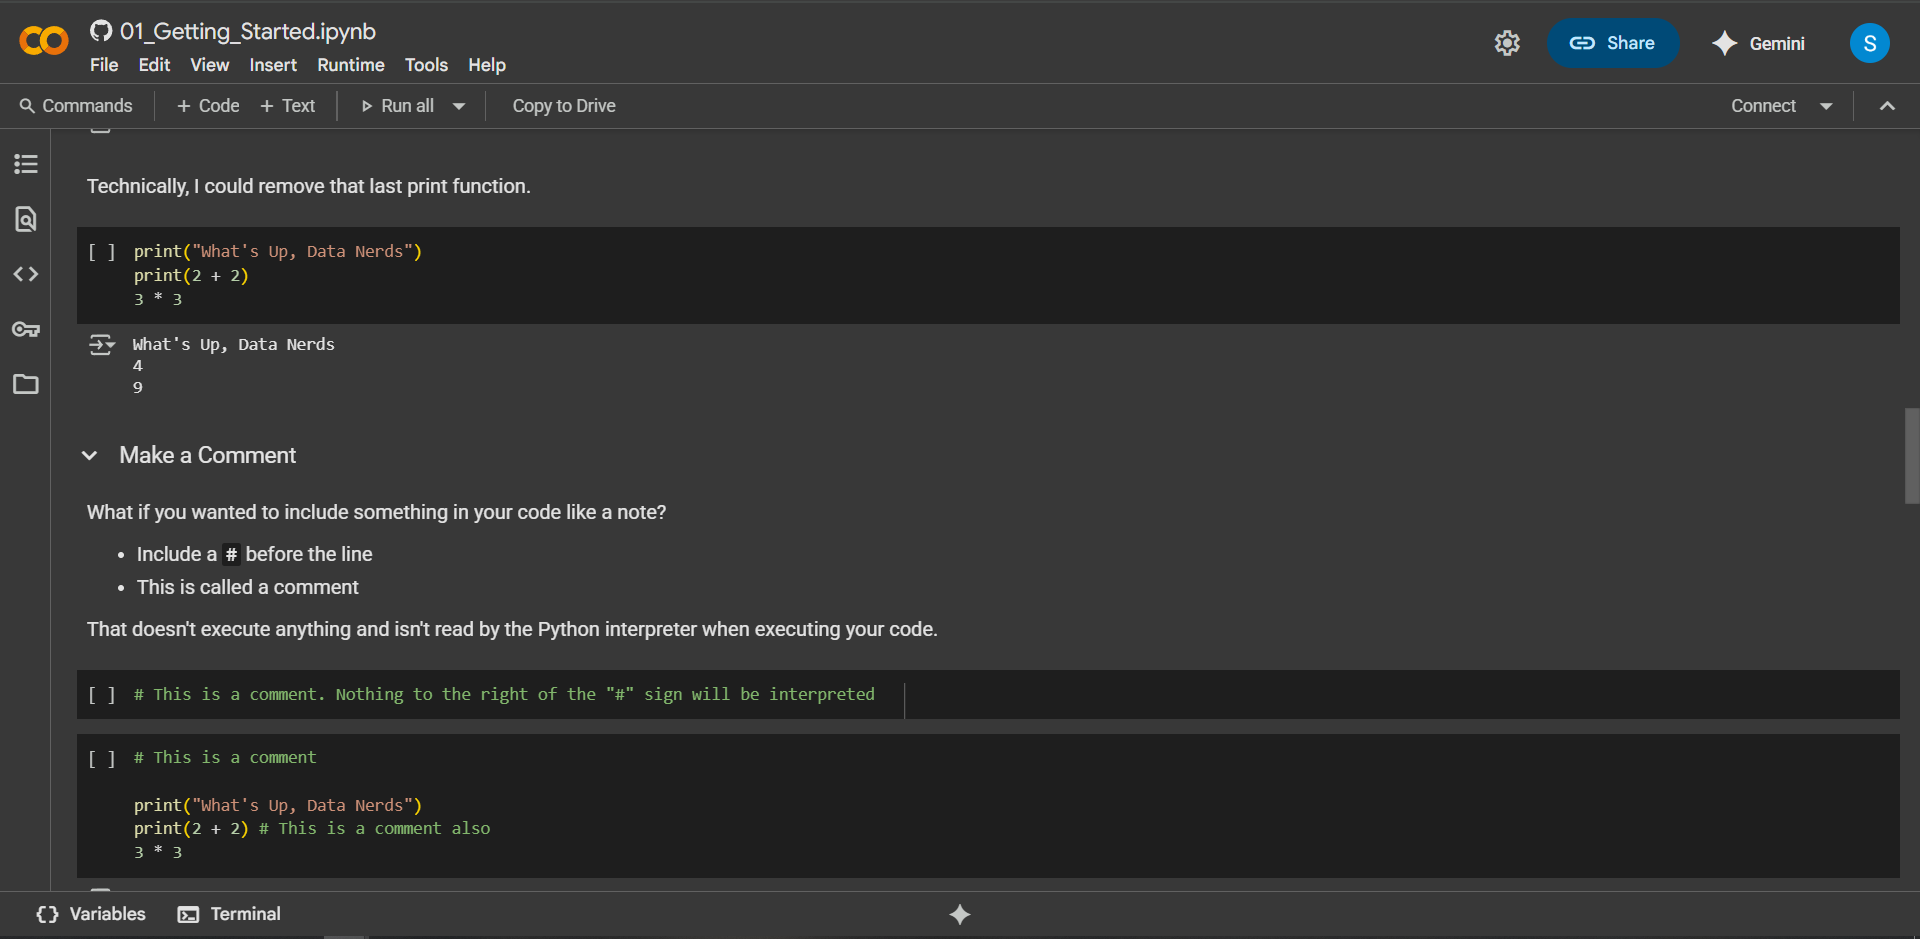 01_Getting_Started.ipynb
File Edit View Insert Runtime Tools Help
Share
Gemini
S
Commands + Code + Text Run all Copy to Drive
Connect
Technically, I could remove that last print function.
[ ] print("What's Up, Data Nerds")
print(2 + 2)
3 * 3
What's Up, Data Nerds
4
9
Make a Comment
What if you wanted to include something in your code like a note?
• Include a # before the line
• This is called a comment
That doesn't execute anything and isn't read by the Python interpreter when executing your code.
[ ] # This is a comment. Nothing to the right of the "#" sign will be interpreted
[ ] # This is a comment
print("What's Up, Data Nerds")
print(2 + 2) # This is a comment also
3 * 3
{} Variables Terminal